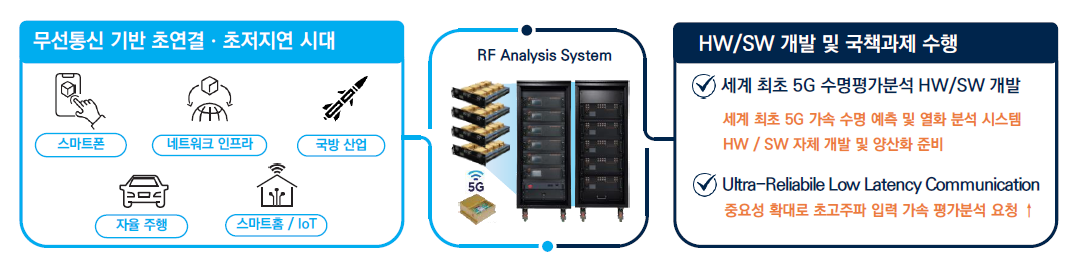 무선통신 기반 초연결 · 초저지연 시대
스마트폰
네트워크 인프라
국방 산업
자율 주행
스마트홈 / IoT
RF Analysis System
5G
HW/SW 개발 및 국책과제 수행
세계 최초 5G 수명평가분석 HW/SW 개발
세계 최초 5G 가속 수명 예측 및 열화 분석 시스템
HW / SW 자체 개발 및 양산화 준비
Ultra-Reliabile Low Latency Communication
중요성 확대로 초고주파 입력 가속 평가분석 요청 ↑